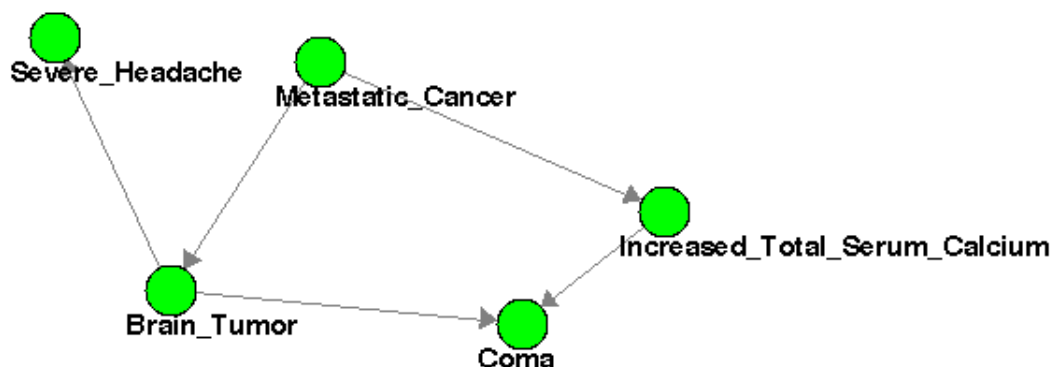 Severe_Headache
Metastatic_Cancer
Increased_Total_Serum_Calcium
Brain_Tumor
Coma